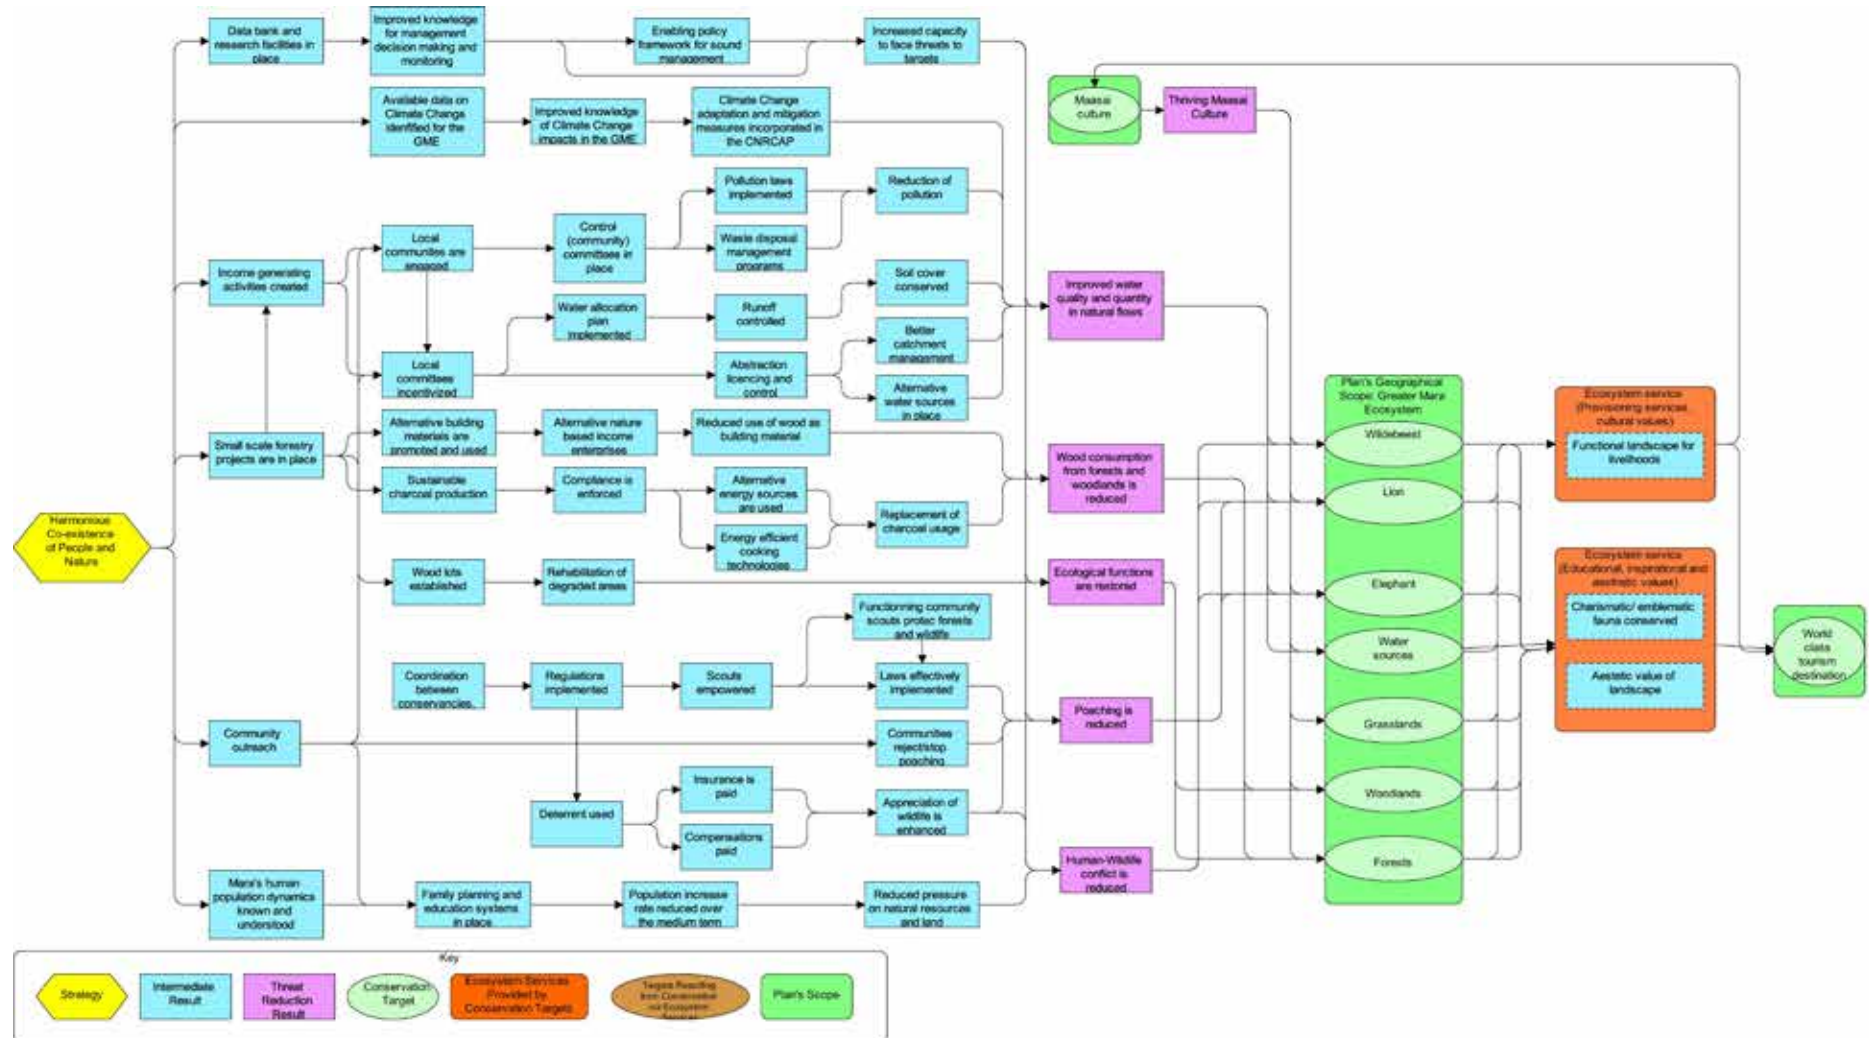 Data bank and
research facilities in
place
Improved knowledge
for management
decision making and
monitoring
Enabling policy
framework for sound
management
Increased capacity
to face threats to
targets
Available data on
Climate Change
identified for the
GME
Improved knowledge
of Climate Change
impacts in the GME
Climate Change
adaptation and mitigation
measures incorporated in
the CNRCAP
Maasai
culture
Thriving Maasai
Culture
Pollution laws
implemented
Reduction of
pollution
Local
communities are
engaged
Control
(community)
committees in
place
Waste disposal
management
programs
Income generating
activities created
Soil cover
conserved
Water allocation
plan
implemented
Runoff
controlled
Improved water
quality and quantity
in natural flows
Better
catchment
management
Local
committees
incentivized
Abstraction
licencing and
control
Alternative
water sources
in place
Small scale forestry
projects are in place
Alternative building
materials are
promoted and used
Alternative nature
based income
enterprises
Reduced use of wood as
building material
Sustainable
charcoal production
Compliance is
enforced
Alternative
energy sources
are used
Energy efficient
cooking
technologies
Replacement of
charcoal usage
Wood consumption
from forests and
woodlands is
reduced
Harmonious
Co-existence
of People and
Nature
Wood lots
established
Rehabilitation of
degraded areas
Ecological functions
are restored
Functionning community
scouts protec forests
and wildlife
Coordination
between
conservancies.
Regulations
implemented
Scouts
empowered
Laws effectively
implemented
Poaching is
reduced
Community
outreach
Communities
reject/stop
poaching
Deterrent used
Insurance is
paid
Compensations
paid
Appreciation of
wildlife is
enhanced
Human-Wildlife
conflict is
reduced
Mara's human
population dynamics
known and
understood
Family planning and
education systems
in place
Population increase
rate reduced over
the medium term
Reduced pressure
on natural resources
and land
Plan's Geographical
Scope: Greater Mara
Ecosystem
Wildebeest
Lion
Elephant
Water
sources
Grasslands
Woodlands
Forests
Ecosystem service
(Provisioning services,
cultural values)
Functional landscape for
livelihoods
Ecosystem service
(Educational, inspirational and
aesthetic values)
Charismatic/ emblematic
fauna conserved
Aestetic value of
landscape
World
class
tourism
destination
Key
Strategy
Intermediate
Result
Threat
Reduction
Result
Conservation
Target
Ecosystem Services
Provided by
Conservation Targets
Plan's Scope